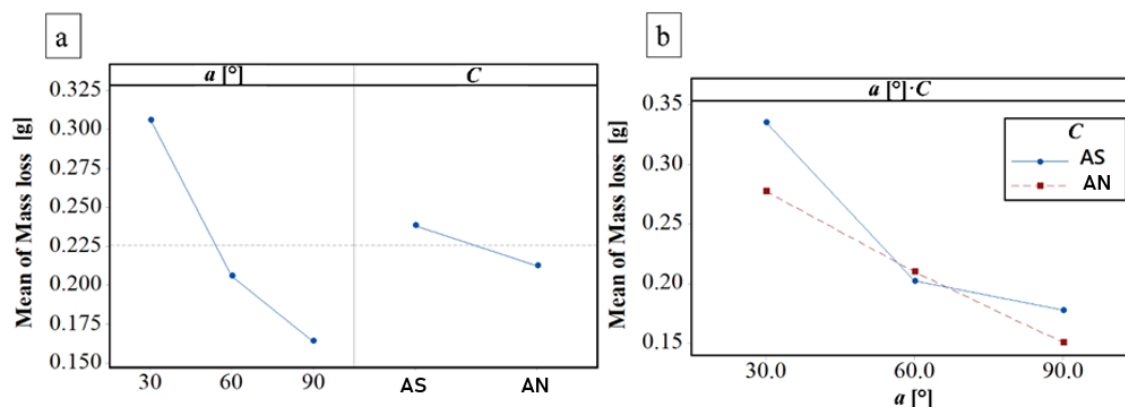 a
a [°] C
Mean of Mass loss [g]
0.325
0.300
0.275
0.250
0.225
0.200
0.175
0.150
30 60 90 AS AN
b
a [°]·C
Mean of Mass loss [g]
0.35
0.30
0.25
0.20
0.15
C
AS
AN
30.0 60.0 90.0
a [°]